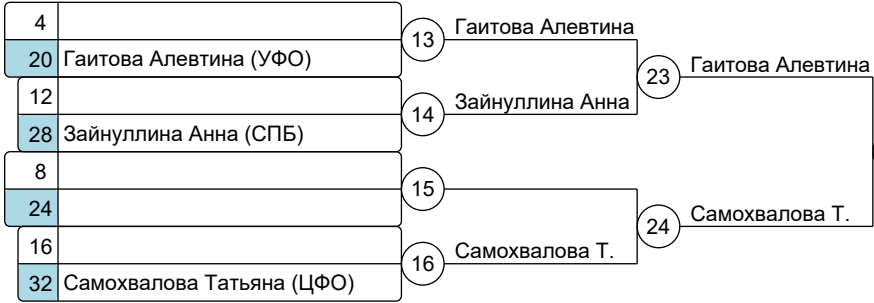 4
20 Гаитова Алевтина (УФО)
13 Гаитова Алевтина
12
28 Зайнуллина Анна (СПБ)
14 Зайнуллина Анна
23 Гаитова Алевтина
8
24
15
16
32 Самохвалова Татьяна (ЦФО)
16 Самохвалова Т.
24 Самохвалова Т.